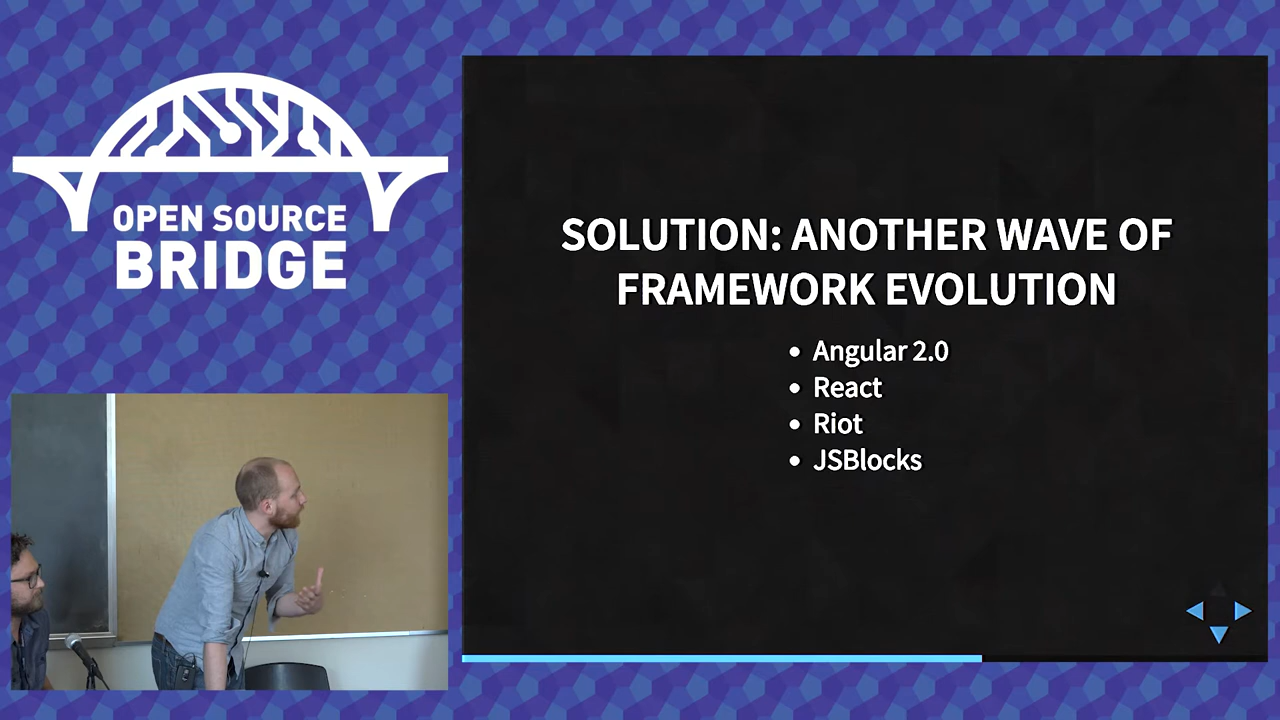 OPEN SOURCE
BRIDGE
SOLUTION: ANOTHER WAVE OF
FRAMEWORK EVOLUTION
Angular 2.0
React
Riot
JSBlocks